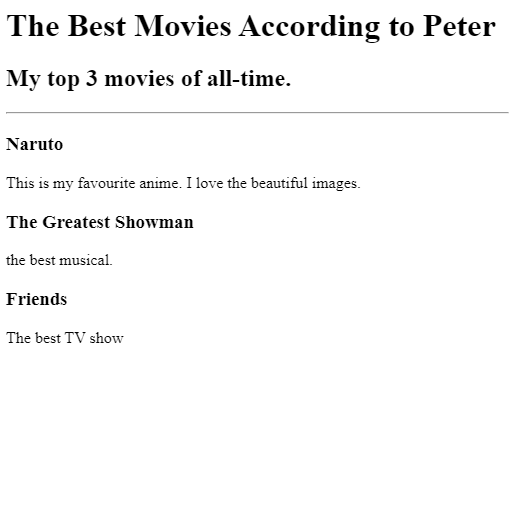 The Best Movies According to Peter
My top 3 movies of all-time.
Naruto
This is my favourite anime. I love the beautiful images.
The Greatest Showman
the best musical.
Friends
The best TV show